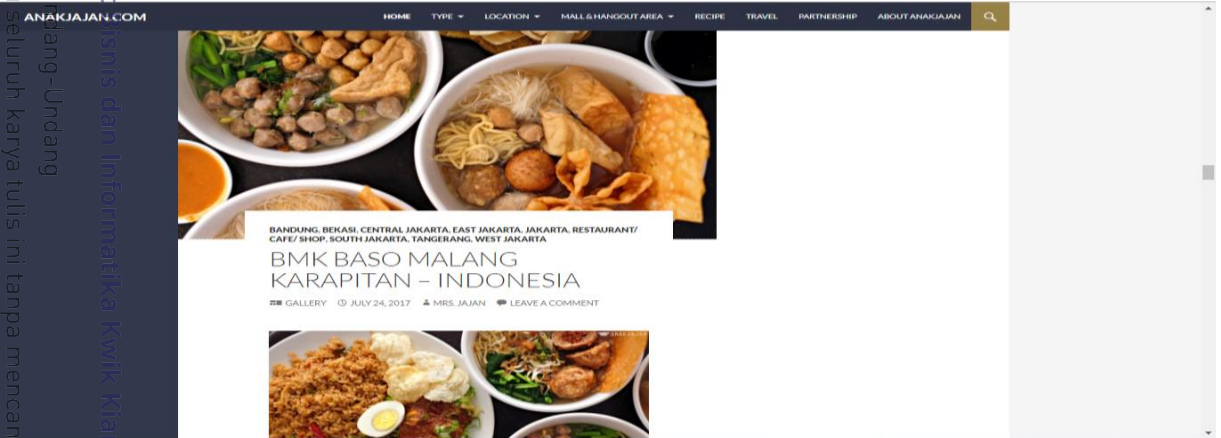 ANAKJAJAN.COM
HOME TYPE LOCATION MALL & HANGOUT AREA RECIPE TRAVEL PARTNERSHIP ABOUT ANAKJAJAN
BANDUNG, BEKASI, CENTRAL JAKARTA, EAST JAKARTA, JAKARTA, RESTAURANT/
CAFE/ SHOP, SOUTH JAKARTA, TANGERANG, WEST JAKARTA
BMK BASO MALANG
KARAPITAN – INDONESIA
GALLERY JULY 24, 2017 MRS. JAJAN LEAVE A COMMENT
ANAKJAJAN
isnis dan Informatika Kwik Kia
ndang-Undang
seluruh karya tulis ini tanpa mencan